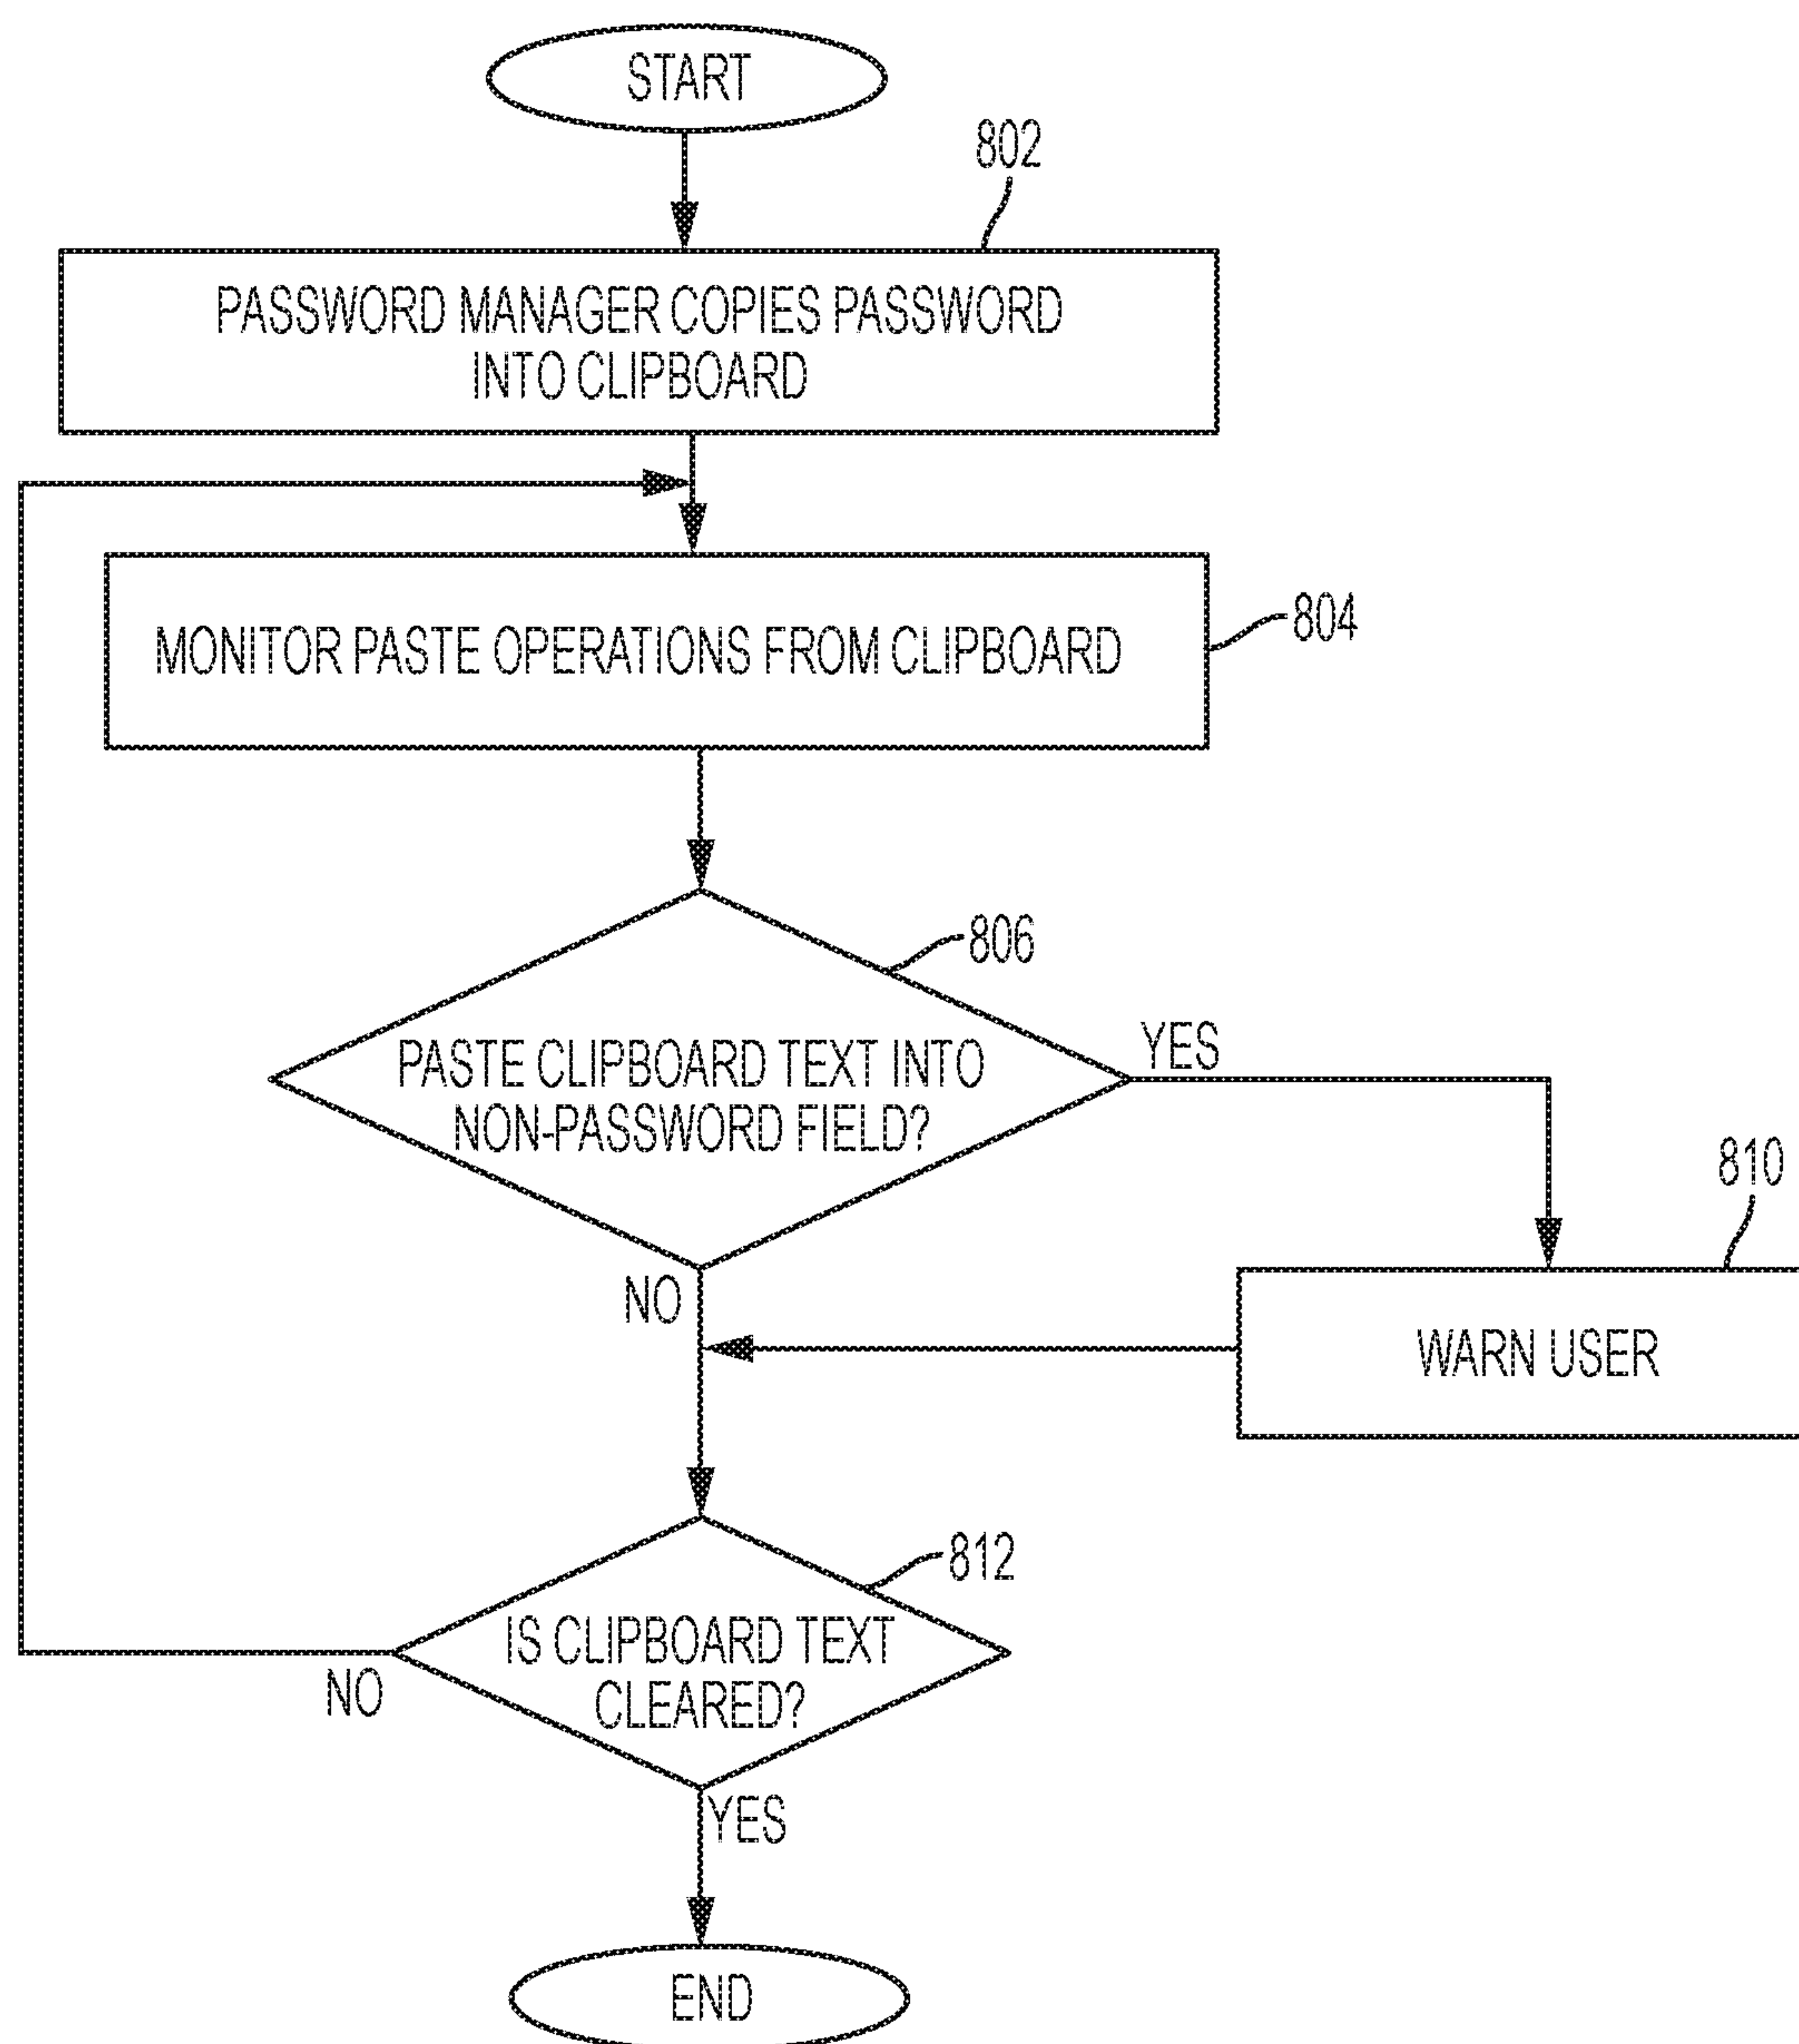 START
802
PASSWORD MANAGER COPIES PASSWORD
INTO CLIPBOARD
MONITOR PASTE OPERATIONS FROM CLIPBOARD
804
806
PASTE CLIPBOARD TEXT INTO
NON-PASSWORD FIELD?
YES
810
NO
WARN USER
812
IS CLIPBOARD TEXT
CLEARED?
NO
YES
END